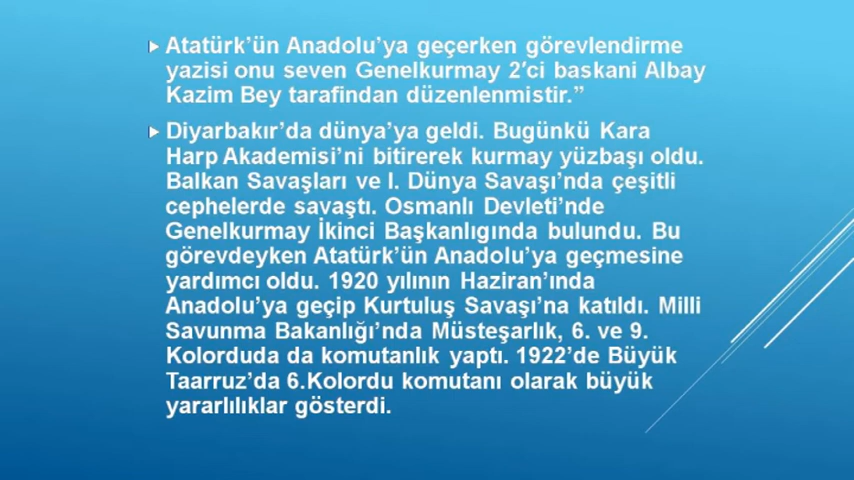 Atatürk’ün Anadolu’ya geçerken görevlendirme
yazisi onu seven Genelkurmay 2′ci baskani Albay
Kazim Bey tarafindan düzenlenmistir.”
Diyarbakır’da dünya’ya geldi. Bugünkü Kara
Harp Akademisi’ni bitirerek kurmay yüzbaşı oldu.
Balkan Savaşları ve I. Dünya Savaşı’nda çeşitli
cephelerde savaştı. Osmanlı Devleti’nde
Genelkurmay İkinci Başkanlıgında bulundu. Bu
görevdeyken Atatürk’ün Anadolu’ya geçmesine
yardımcı oldu. 1920 yılının Haziran’ında
Anadolu’ya geçip Kurtuluş Savaşı’na katıldı. Milli
Savunma Bakanlığı’nda Müsteşarlık, 6. ve 9.
Kolorduda da komutanlık yaptı. 1922’de Büyük
Taarruz’da 6.Kolordu komutanı olarak büyük
yararlılıklar gösterdi.